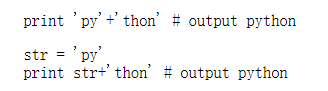 print 'py'+'thon' # output python
str = 'py'
print str+'thon' # output python